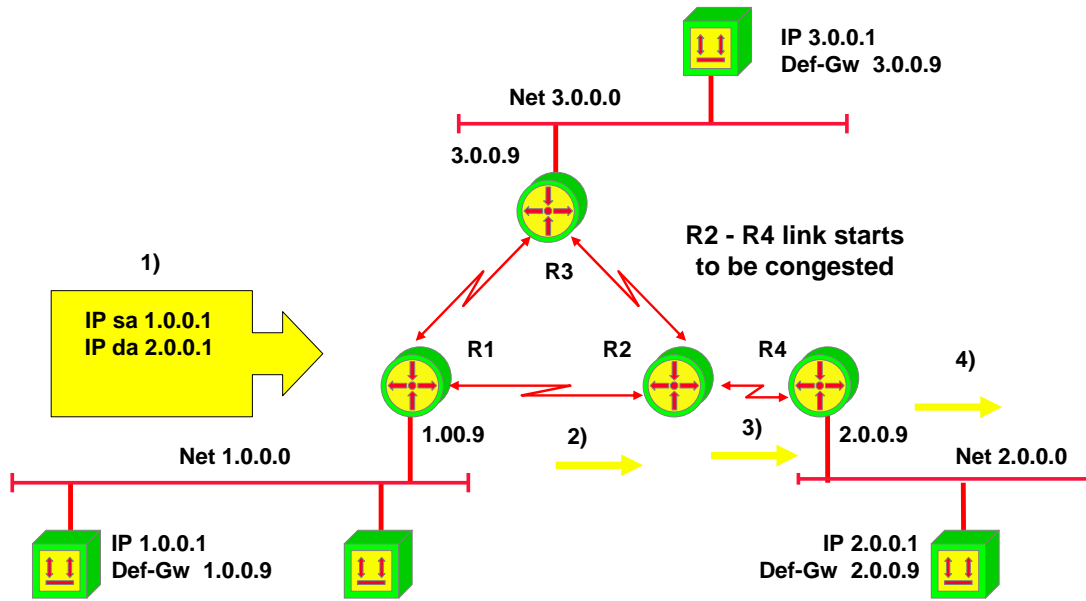 IP 3.0.0.1
Def-Gw  3.0.0.9
Net 3.0.0.0
3.0.0.9
R2 - R4 link starts
to be congested
1)
R3
IP sa 1.0.0.1
IP da 2.0.0.1
R1
R2
R4
4)
1.00.9
2)
3)
2.0.0.9
Net 1.0.0.0
Net 2.0.0.0
IP 1.0.0.1
Def-Gw  1.0.0.9
IP 2.0.0.1
Def-Gw  2.0.0.9